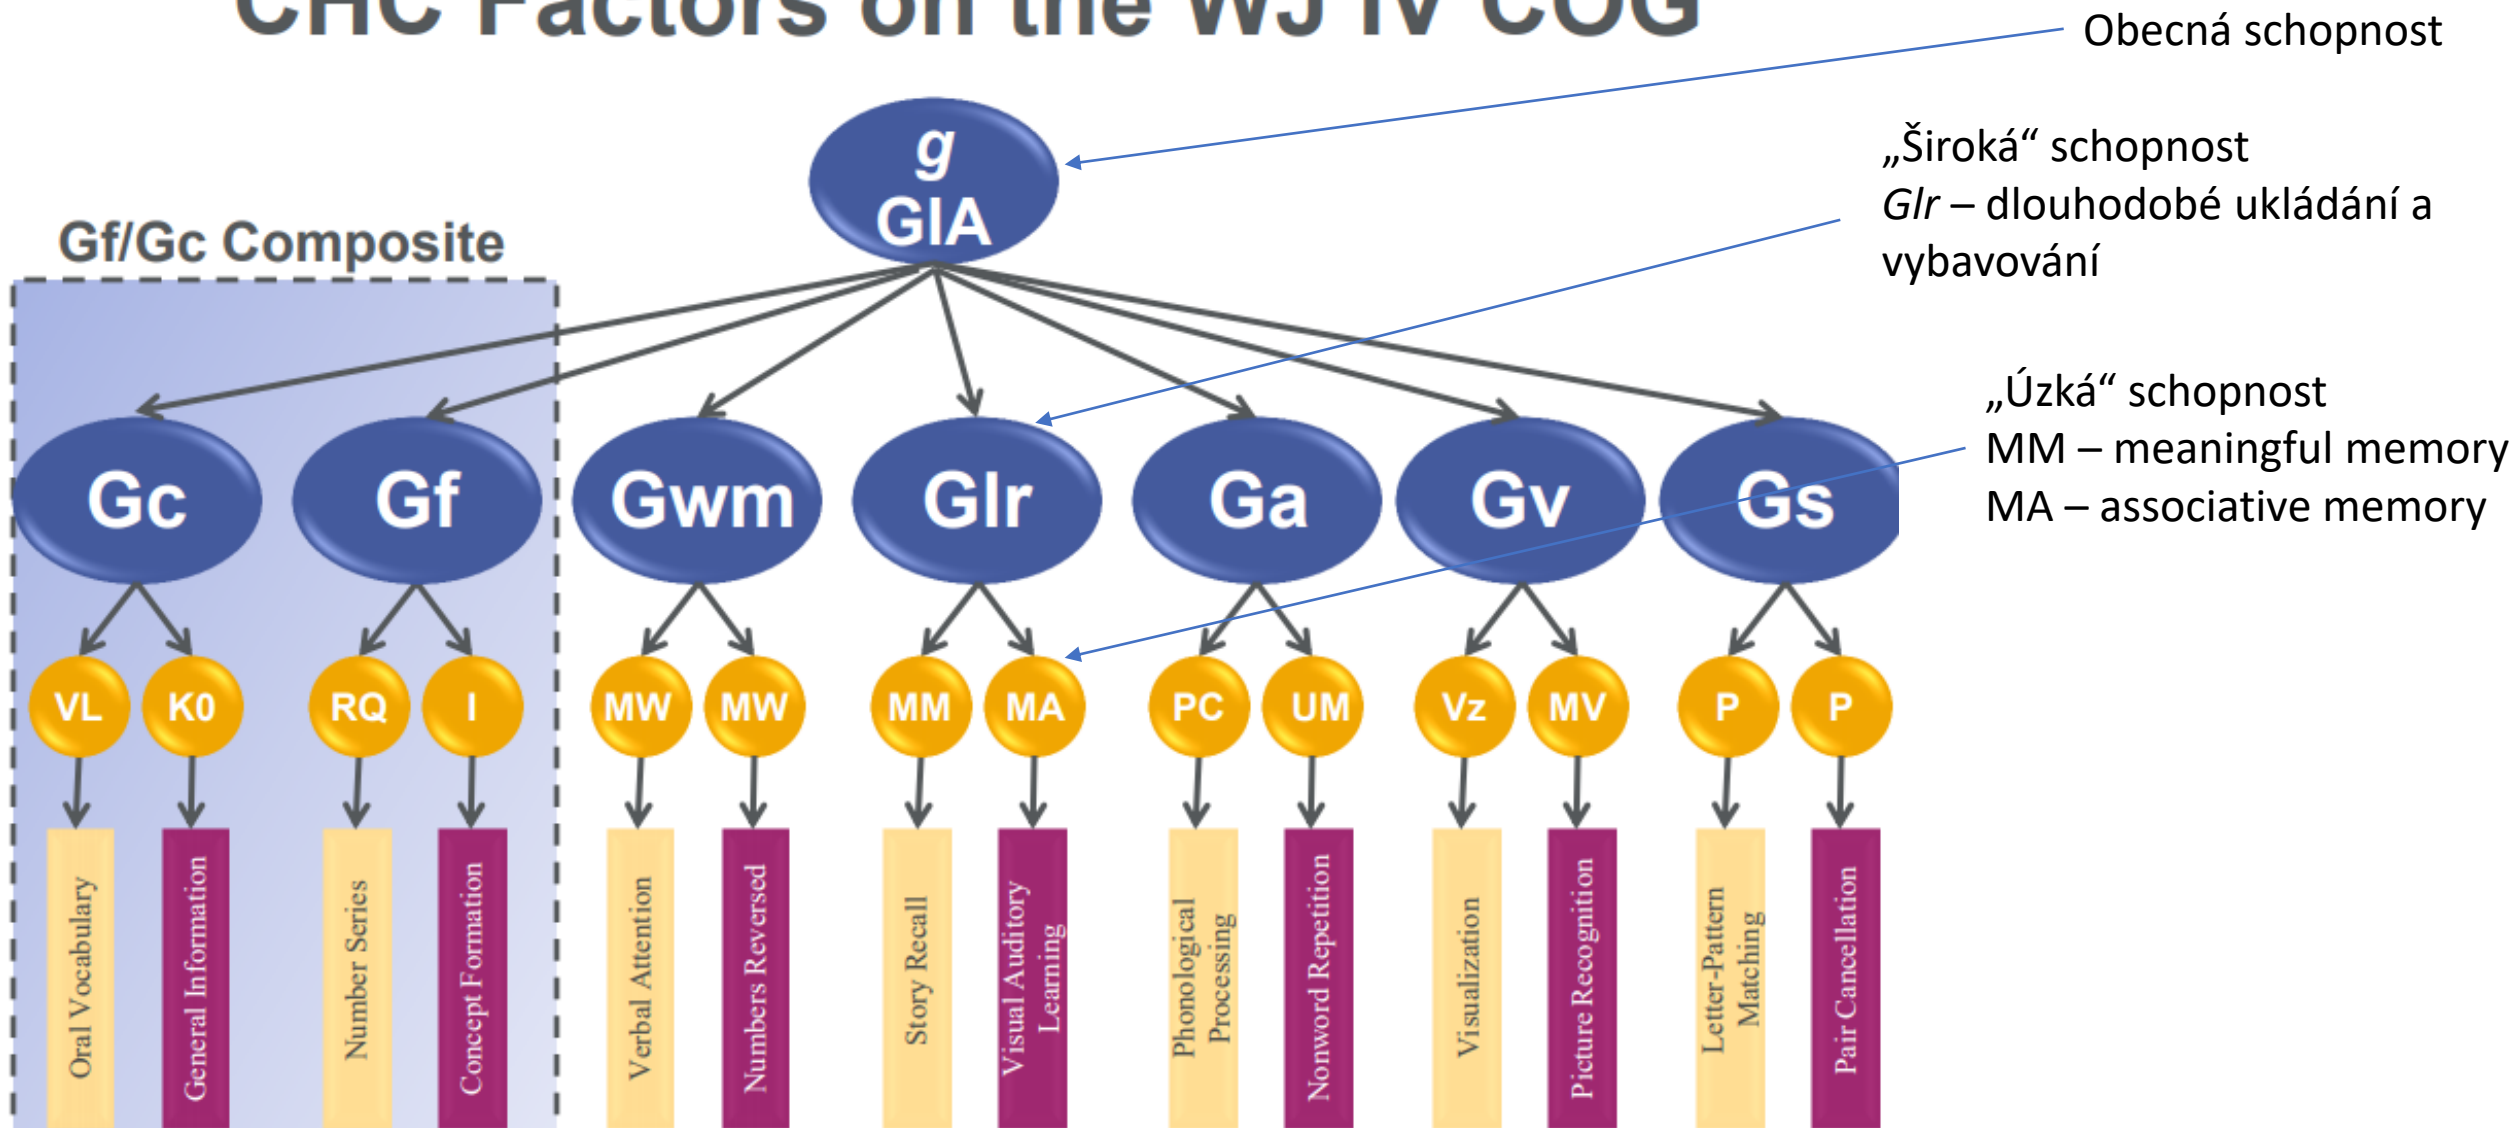 CHC Factors on the WJ IV COG
Obecná schopnost
g
GIA
„Široká“ schopnost
Glr – dlouhodobé ukládání a
vybavování
Gf/Gc Composite
„Úzká“ schopnost
MM – meaningful memory
MA – associative memory
Gc
Gf
Gwm
Glr
Ga
Gv
Gs
VL
K0
RQ
I
MW
MW
MM
MA
PC
UM
Vz
MV
P
P
Oral Vocabulary
General Information
Number Series
Concept Formation
Verbal Attention
Numbers Reversed
Story Recall
Visual Auditory
Learning
Phonological
Processing
Nonword Repetition
Visualization
Picture Recognition
Letter-Pattern
Matching
Pair Cancellation